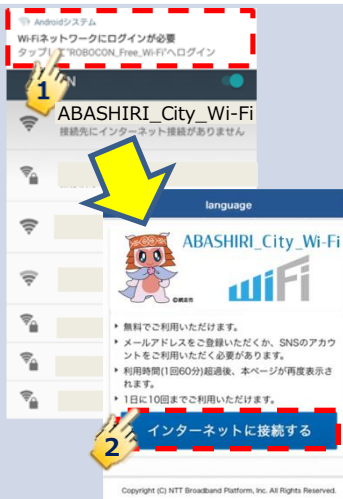 Androidシステム
Wi-Fiネットワークにログインが必要
タップして"ROBOCON_Free_Wi-Fi"へログイン
1
N
ABASHIRI_City_Wi-Fi
接続先にインターネット接続がありません
language
ABASHIRI_City_Wi-Fi
WiFi
©網走市
無料でご利用いただけます。
メールアドレスをご登録いただくか、SNSのアカウ
ントをご利用いただく必要があります。
利用時間(1回60分)超過後、本ページが再度表示さ
れます。
1日に10回までご利用いただけます。
インターネットに接続する
2
Copyright (C) NTT Broadband Platform, Inc. All Rights Reserved.